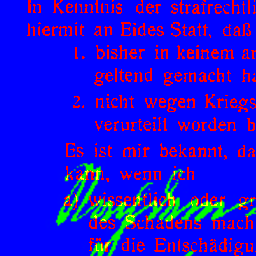 In Kenntnis der strafrechtli
hiermit an Eides Statt, daß
1. bisher in keinem a
geltend gemacht ha
2. nicht wegen Kriegs
verurteilt worden b
Es ist mir bekannt, da
kann, wenn ich
a) wissentlich oder gr
des Schadens mach
für die Entschädigu